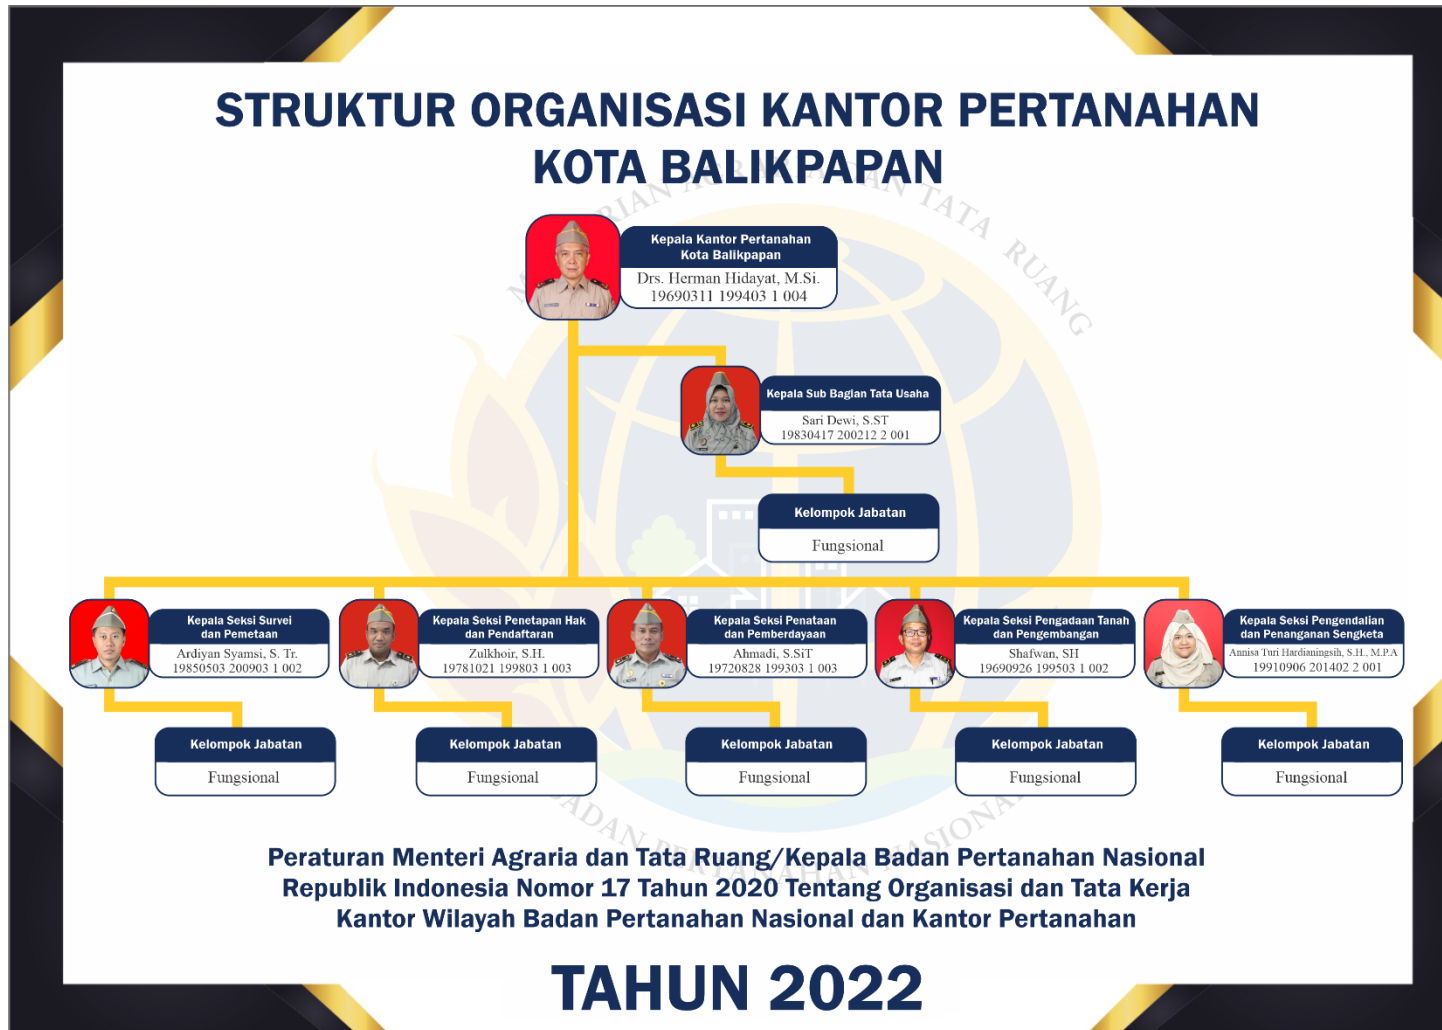 STRUKTUR ORGANISASI KANTOR PERTANAHAN
KOTA BALIKPAPAN
Kepala Kantor Pertanahan
Kota Balikpapan
Drs. Herman Hidayat, M.Si.
19690311 199403 1 004
Kepala Sub Bagian Tata Usaha
Sari Dewi, S.ST
19830417 200212 2 001
Kelompok Jabatan
Fungsional
Kepala Seksi Survei
dan Pemetaan
Ardiyan Syamsi, S. Tr.
19850503 200903 1 002
Kepala Seksi Penetapan Hak
dan Pendaftaran
Zulkhoir, S.H.
19781021 199803 1 003
Kepala Seksi Penataan
dan Pemberdayaan
Ahmadi, S.SiT
19720828 199303 1 003
Kepala Seksi Pengadaan Tanah
dan Pengembangan
Shafwan, SH
19690926 199503 1 002
Kepala Seksi Pengendalian
dan Penanganan Sengketa
Annisa Turi Hardianingsih, S.H., M.P.A
19910906 201402 2 001
Kelompok Jabatan
Fungsional
Kelompok Jabatan
Fungsional
Kelompok Jabatan
Fungsional
Kelompok Jabatan
Fungsional
Kelompok Jabatan
Fungsional
TATA RUANG
BADAN PERTANAHAN NASIONAL
Peraturan Menteri Agraria dan Tata Ruang/Kepala Badan Pertanahan Nasional
Republik Indonesia Nomor 17 Tahun 2020 Tentang Organisasi dan Tata Kerja
Kantor Wilayah Badan Pertanahan Nasional dan Kantor Pertanahan
TAHUN 2022